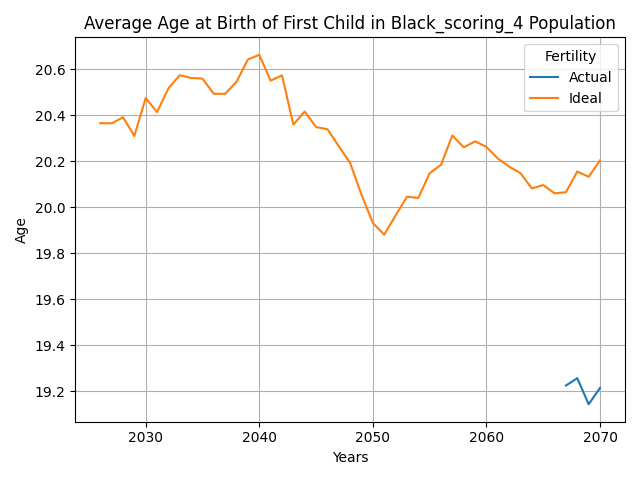 Average Age at Birth of First Child in Black_scoring_4 Population
Fertility
Actual
Ideal
Age
20.6
20.4
20.2
20.0
19.8
19.6
19.4
19.2
2030 2040 2050 2060 2070
Years